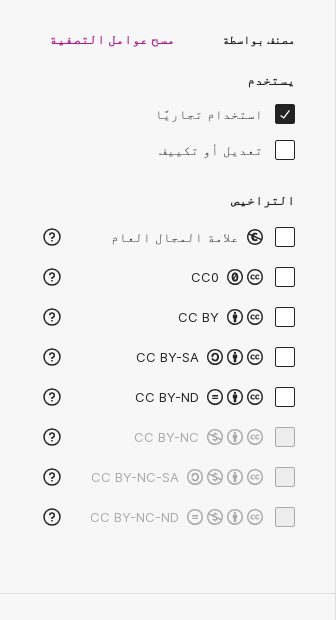 مصنف بواسطة
مسح عوامل التصفية
يستخدم
استخدام تجاريًا
تعديل أو تكييف
التراخيص
علامة المجال العام
CC0
CC BY
CC BY-SA
CC BY-ND
CC BY-NC
CC BY-NC-SA
CC BY-NC-ND